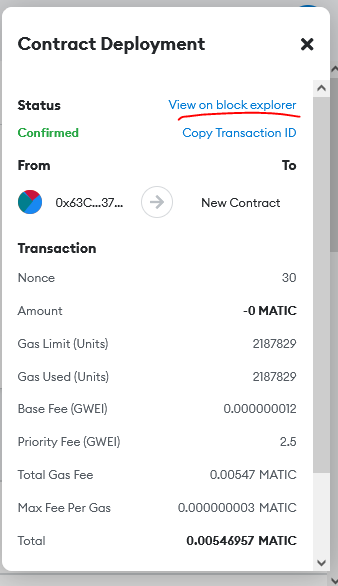 Contract Deployment
Status View on block explorer
Confirmed Copy Transaction ID
From To
0x63C...37... New Contract
Transaction
Nonce 30
Amount -0 MATIC
Gas Limit (Units) 2187829
Gas Used (Units) 2187829
Base Fee (GWEI) 0.000000012
Priority Fee (GWEI) 2.5
Total Gas Fee 0.00547 MATIC
Max Fee Per Gas 0.000000003 MATIC
Total 0.00546957 MATIC